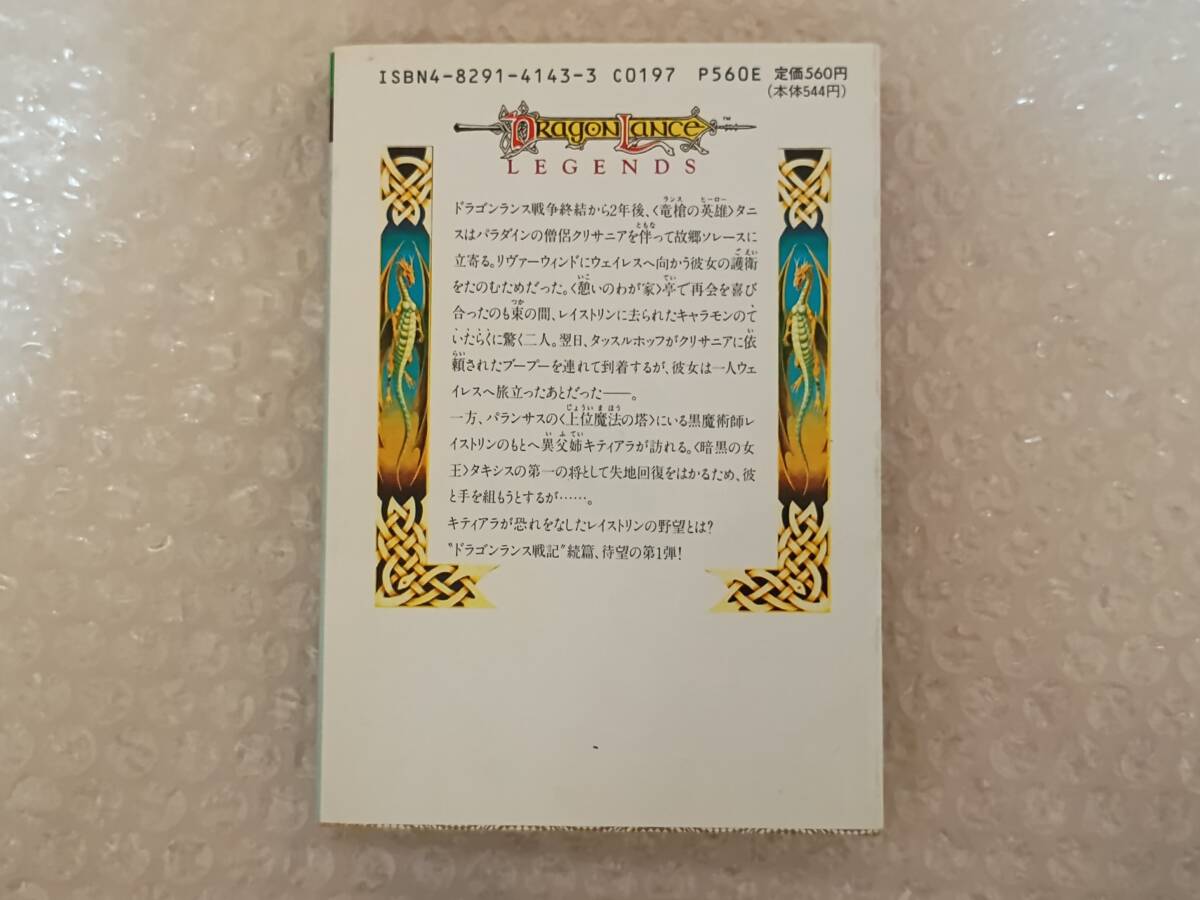 ISBN4-8291-4143-3 C0197 P560E 定価560円
(本体544円)
DRAGONLANCE™
LEGENDS
ドラゴンランス戦争終結から2年後、〈竜槍の英雄〉タニ
スはパラダインの僧侶クリサニアを伴って故郷ソレースに
立寄る。リヴァーウィンドにウェイレスへ向かう彼女の護衛
をたのむためだった。〈憩いのわが家〉亭で再会を喜び
合ったのも束の間、レイストリンに去られたキャラモンのて
いたらくに驚く二人。翌日、タッスルホッフがクリサニアに依
頼されたブープーを連れて到着するが、彼女は一人ウェ
イレスへ旅立ったあとだった——。
一方、パランサスの〈上位魔法の塔〉にいる黒魔術師レ
イストリンのもとへ異父姉キティアラが訪れる。〈暗黒の女
王〉タキシスの第一の将として失地回復をはかるため、彼
と手を組もうとするが……。
キティアラが恐れをなしたレイストリンの野望とは?
"ドラゴンランス戦記"続篇、待望の第1弾!